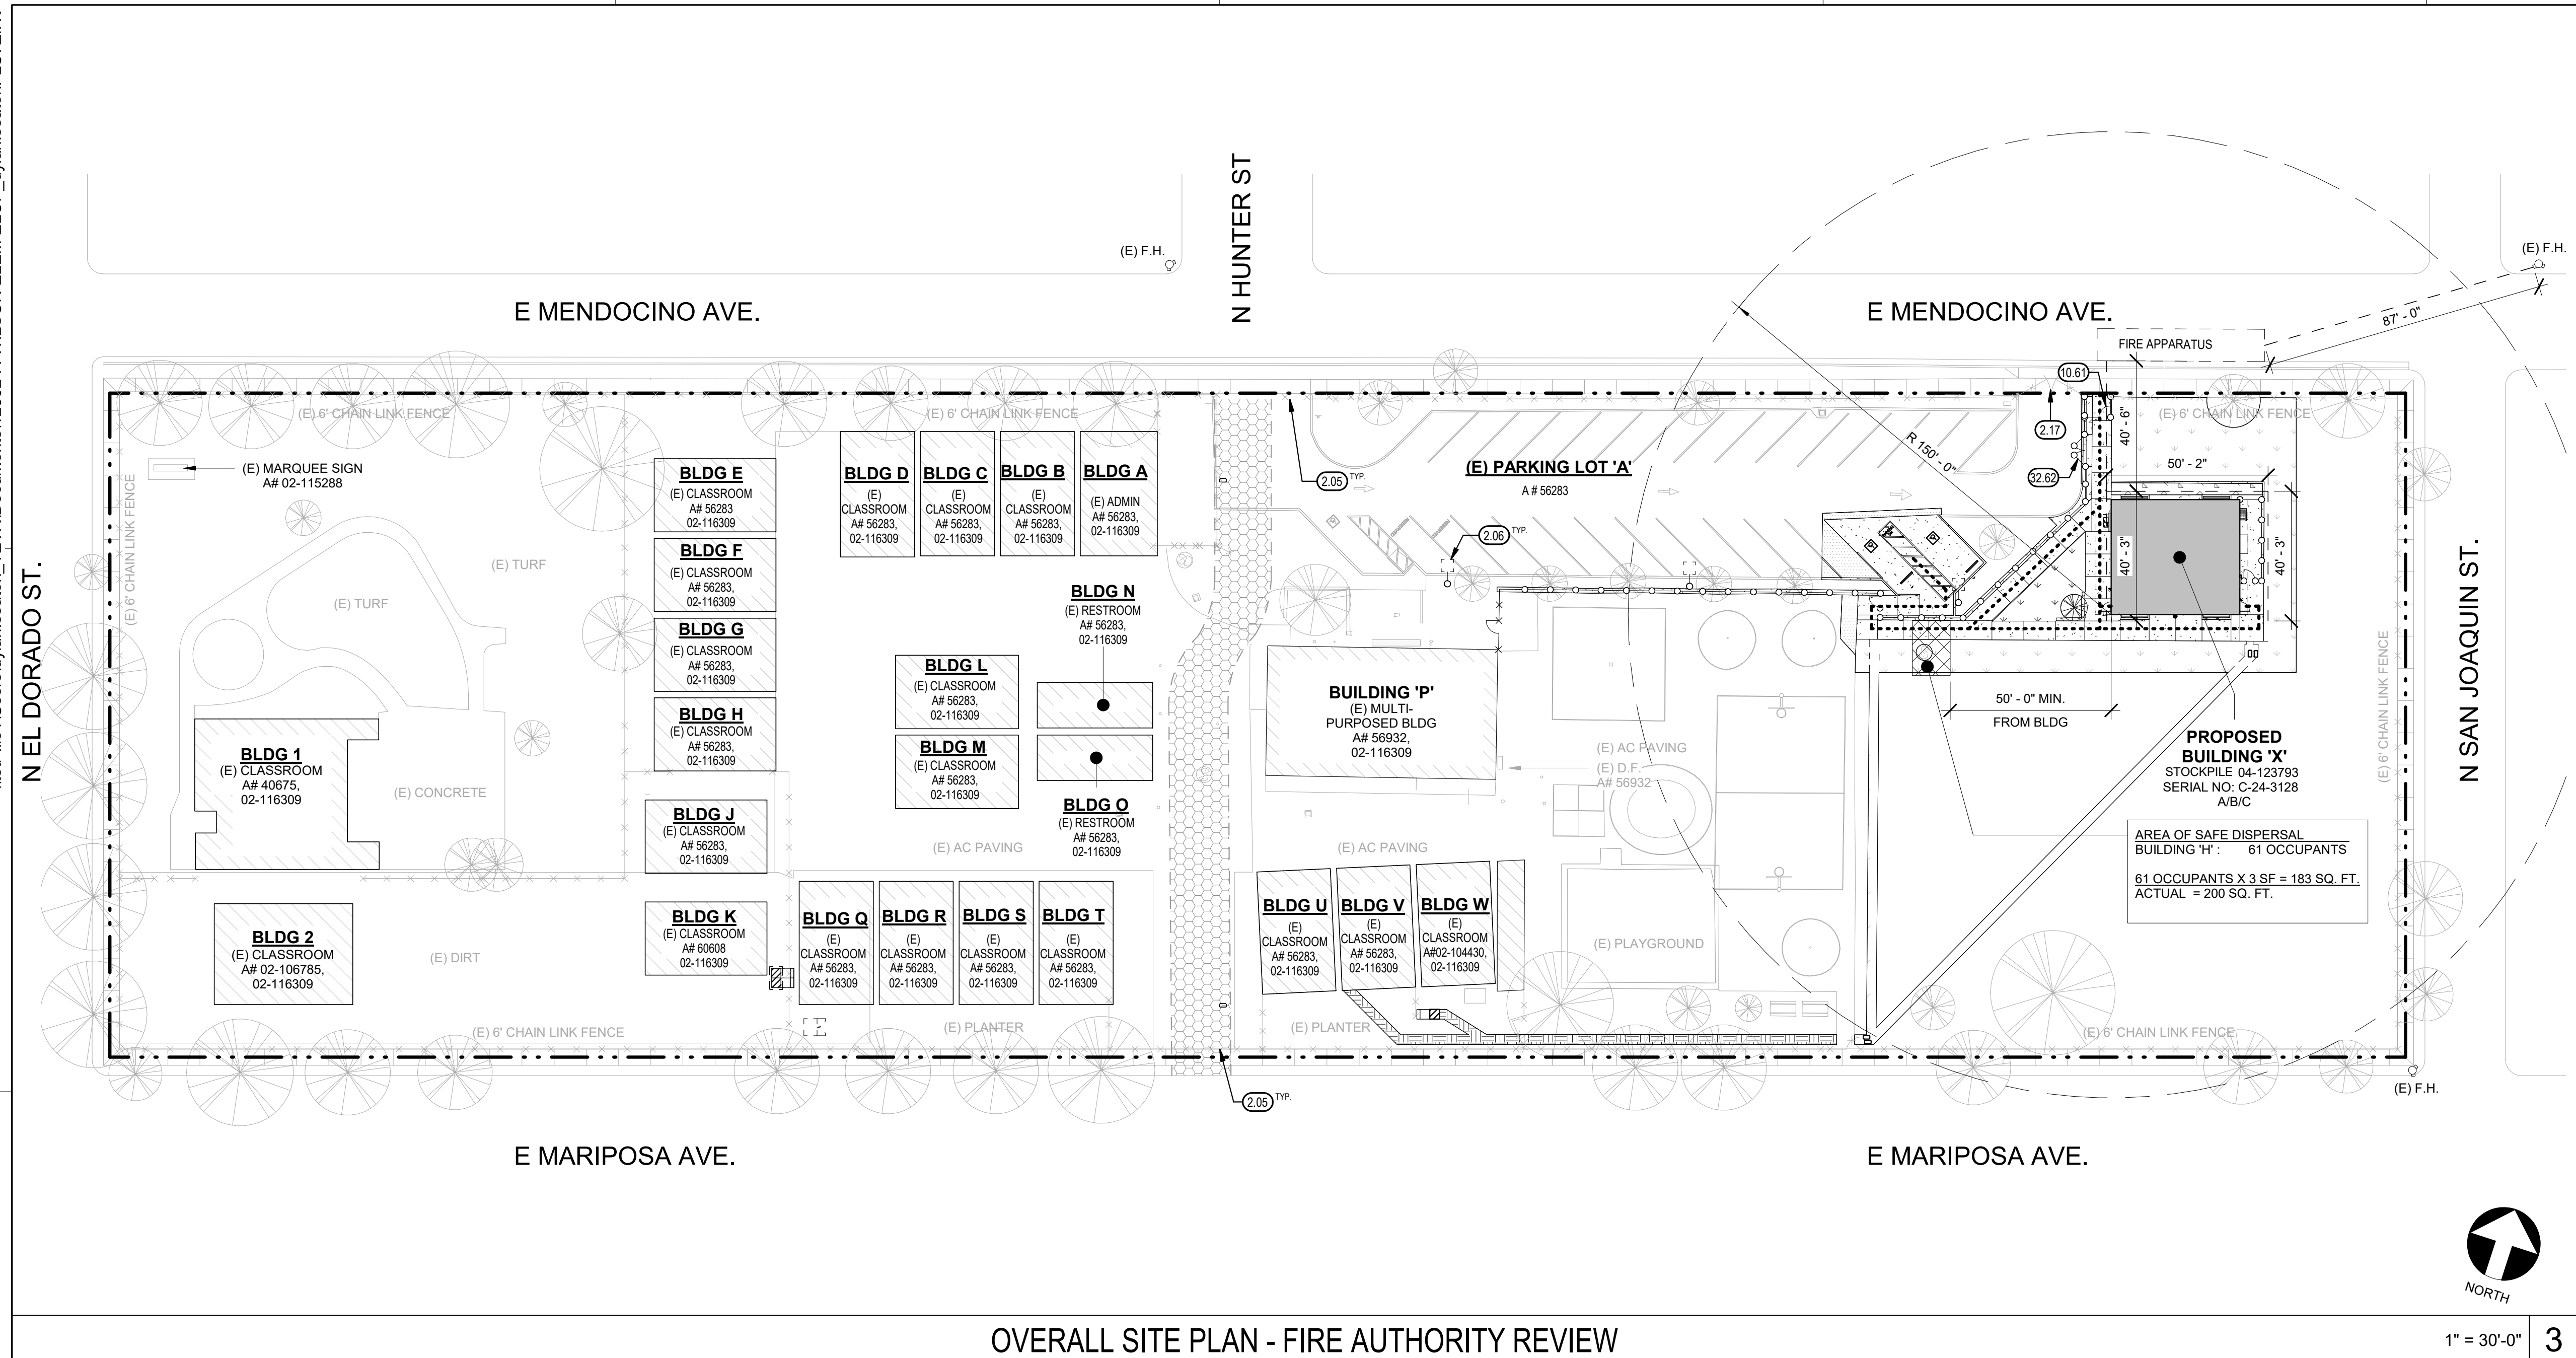 N HUNTER ST
(E) F.H.
(E) F.H.
E MENDOCINO AVE.
E MENDOCINO AVE.
87' - 0"
FIRE APPARATUS
10.61
(E) 6' CHAIN LINK FENCE
(E) 6' CHAIN LINK FENCE
(E) 6' CHAIN LINK FENCE
2.17
40' - 6"
R 150' - 0"
50' - 2"
32.62
(E) MARQUEE SIGN
A# 02-115288
(E) 6' CHAIN LINK FENCE
2.05 TYP.
(E) PARKING LOT 'A'
A # 56283
2.06 TYP.
40' - 3"
40' - 3"
BLDG E
(E) CLASSROOM
A# 56283
02-116309
BLDG D
(E)
CLASSROOM
A# 56283,
02-116309
BLDG C
(E)
CLASSROOM
A# 56283,
02-116309
BLDG B
(E)
CLASSROOM
A# 56283,
02-116309
BLDG A
(E) ADMIN
A# 56283,
02-116309
BLDG F
(E) CLASSROOM
A# 56283,
02-116309
(E) TURF
(E) TURF
N EL DORADO ST.
BLDG G
(E) CLASSROOM
A# 56283,
02-116309
BLDG N
(E) RESTROOM
A# 56283,
02-116309
BLDG H
(E) CLASSROOM
A# 56283,
02-116309
BLDG L
(E) CLASSROOM
A# 56283,
02-116309
BLDG M
(E) CLASSROOM
A# 56283,
02-116309
BUILDING 'P'
(E) MULTI-
PURPOSED BLDG
A# 56932,
02-116309
50' - 0" MIN.
FROM BLDG
PROPOSED
BUILDING 'X'
STOCKPILE 04-123793
SERIAL NO: C-24-3128
A/B/C
(E) 6' CHAIN LINK FENCE
N SAN JOAQUIN ST.
BLDG 1
(E) CLASSROOM
A# 40675,
02-116309
(E) CONCRETE
(E) AC PAVING
(E) D.F.
A# 56932
BLDG J
(E) CLASSROOM
A# 56283,
02-116309
BLDG O
(E) RESTROOM
A# 56283,
02-116309
(E) AC PAVING
(E) AC PAVING
AREA OF SAFE DISPERSAL
BUILDING 'H' : 61 OCCUPANTS
61 OCCUPANTS X 3 SF = 183 SQ. FT.
ACTUAL = 200 SQ. FT.
BLDG 2
(E) CLASSROOM
A# 02-106785,
02-116309
(E) DIRT
BLDG K
(E) CLASSROOM
A# 60608
02-116309
BLDG Q
(E)
CLASSROOM
A# 56283,
02-116309
BLDG R
(E)
CLASSROOM
A# 56283,
02-116309
BLDG S
(E)
CLASSROOM
A# 56283,
02-116309
BLDG T
(E)
CLASSROOM
A# 56283,
02-116309
BLDG U
(E)
CLASSROOM
A# 56283,
02-116309
BLDG V
(E)
CLASSROOM
A# 56283,
02-116309
BLDG W
(E)
CLASSROOM
A#02-104430,
02-116309
(E) PLAYGROUND
(E) 6' CHAIN LINK FENCE
(E) PLANTER
(E) PLANTER
(E) 6' CHAIN LINK FENCE
(E) F.H.
2.05 TYP.
E MARIPOSA AVE.
E MARIPOSA AVE.
NORTH
OVERALL SITE PLAN - FIRE AUTHORITY REVIEW
1" = 30'-0"
3